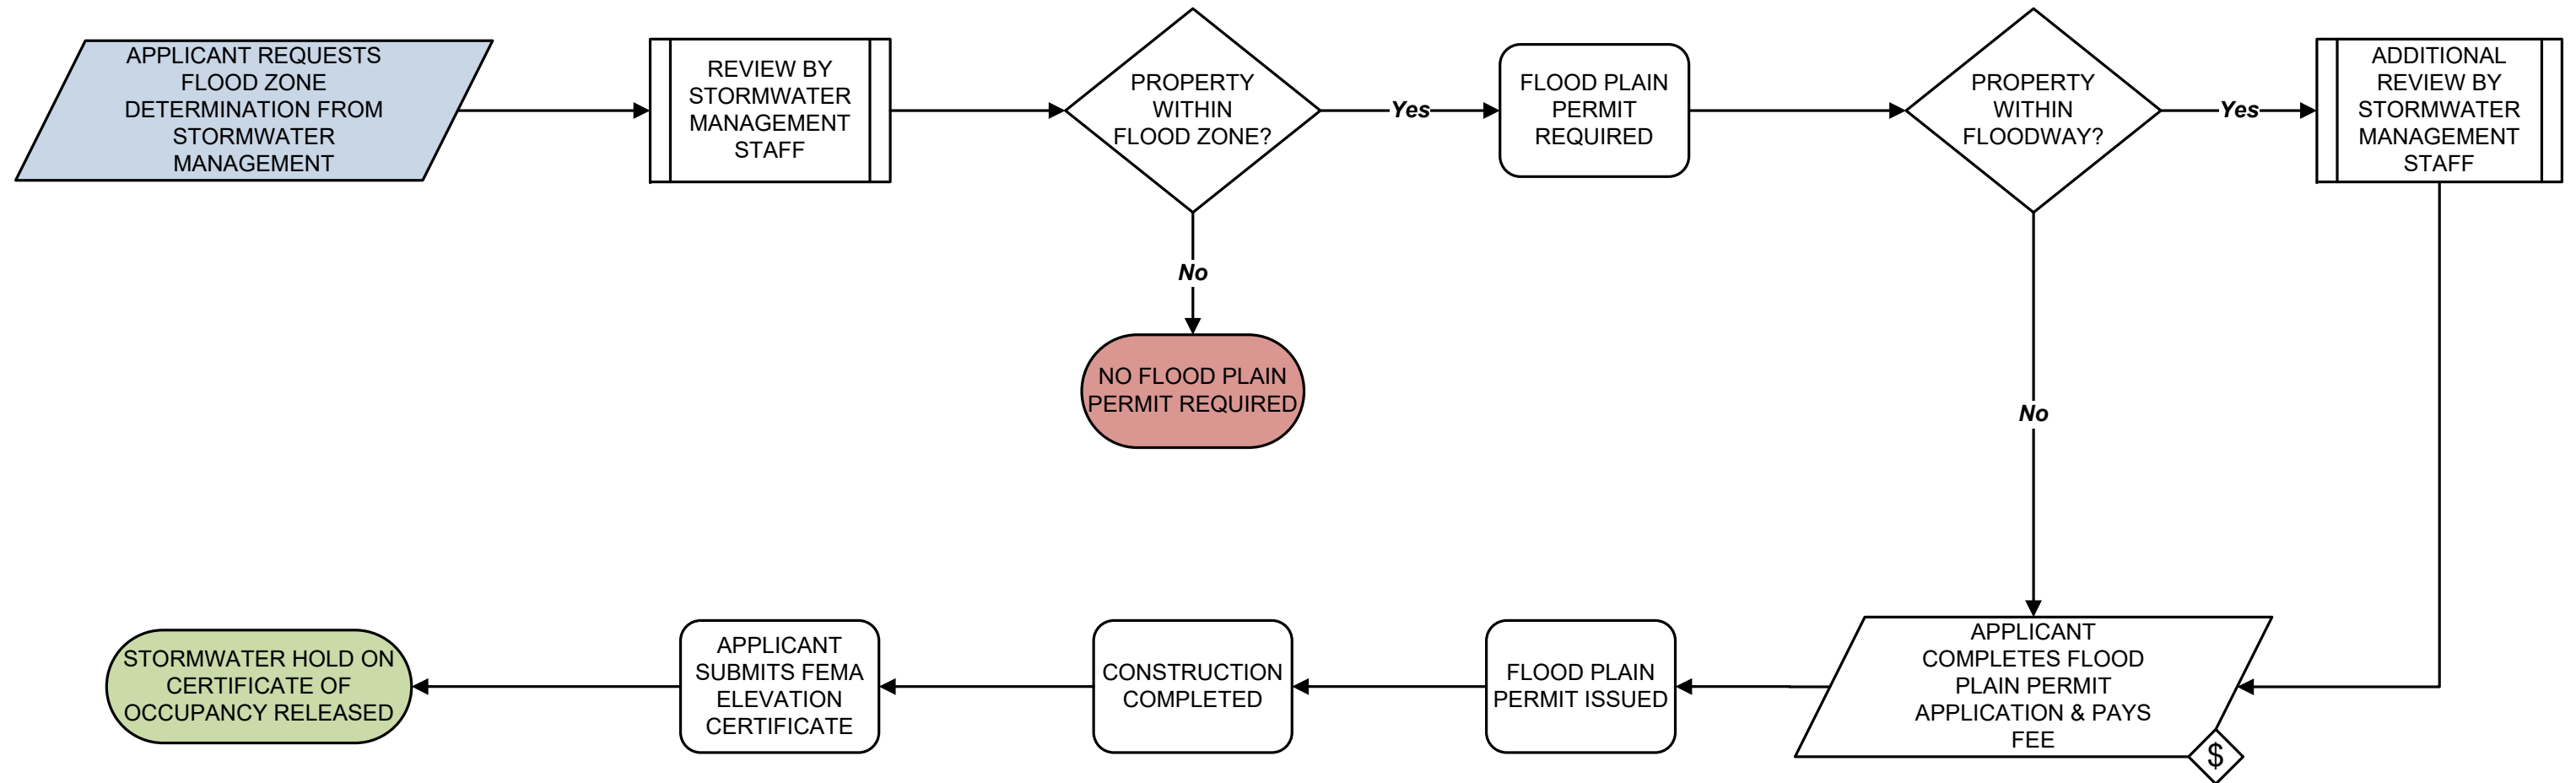 APPLICANT REQUESTS
FLOOD ZONE
DETERMINATION FROM
STORMWATER
MANAGEMENT
REVIEW BY
STORMWATER
MANAGEMENT
STAFF
PROPERTY
WITHIN
FLOOD ZONE?
Yes
FLOOD PLAIN
PERMIT
REQUIRED
PROPERTY
WITHIN
FLOODWAY?
Yes
ADDITIONAL
REVIEW BY
STORMWATER
MANAGEMENT
STAFF
No
NO FLOOD PLAIN
PERMIT REQUIRED
No
APPLICANT
COMPLETES FLOOD
PLAIN PERMIT
APPLICATION & PAYS
FEE
$
FLOOD PLAIN
PERMIT ISSUED
CONSTRUCTION
COMPLETED
APPLICANT
SUBMITS FEMA
ELEVATION
CERTIFICATE
STORMWATER HOLD ON
CERTIFICATE OF
OCCUPANCY RELEASED